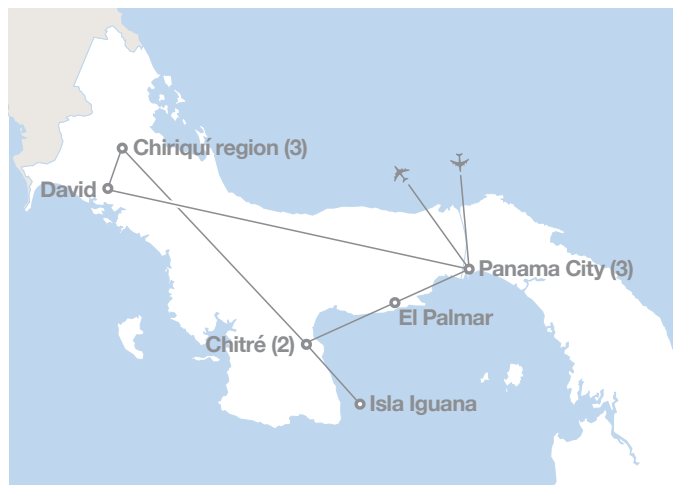 Chiriquí region (3)
David
Panama City (3)
El Palmar
Chitré (2)
Isla Iguana